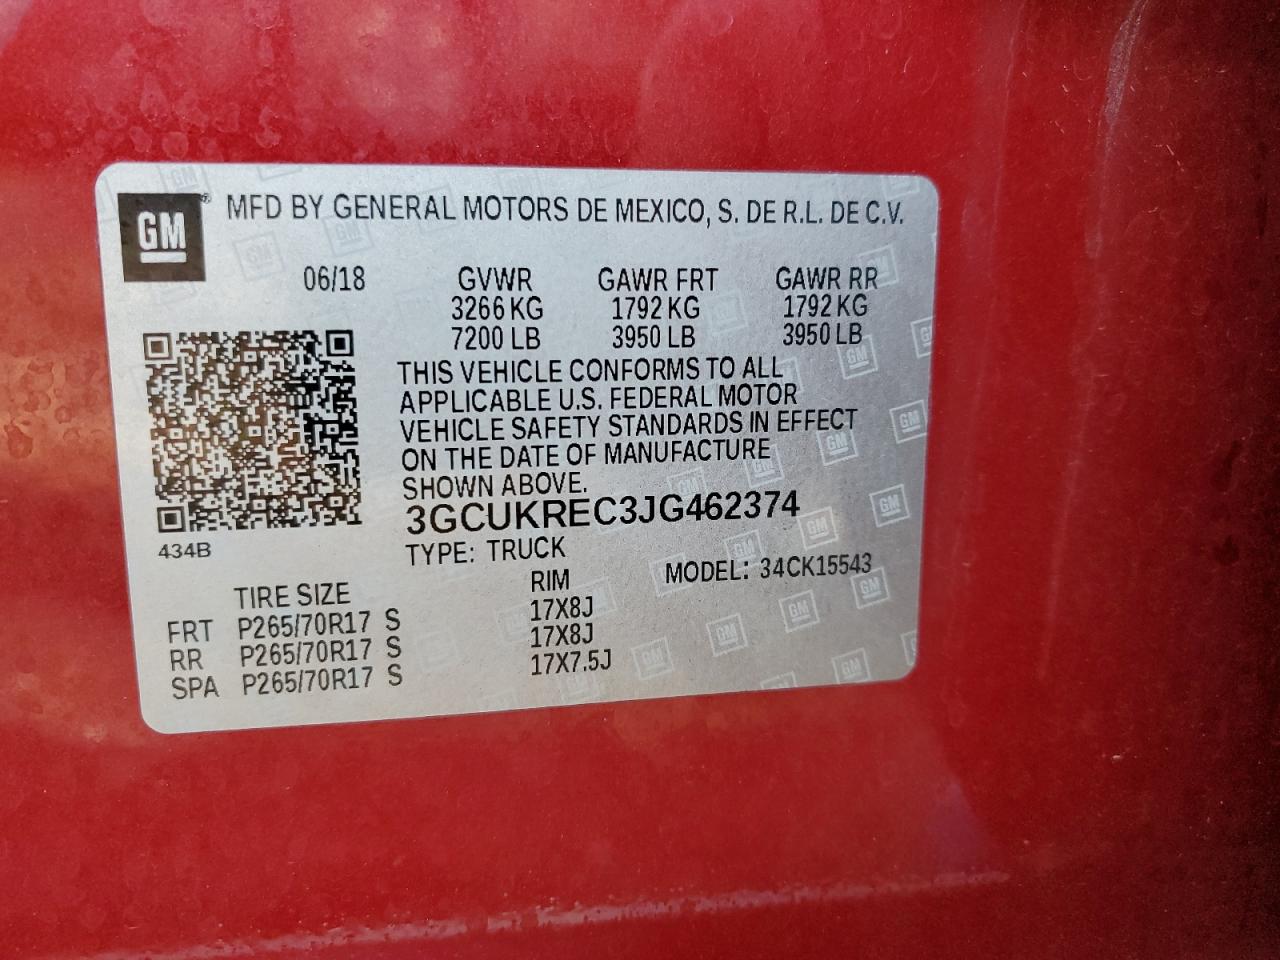 GM ® MFD BY GENERAL MOTORS DE MEXICO, S. DE R.L. DE C.V.
06/18 GVWR GAWR FRT GAWR RR
3266 KG 1792 KG 1792 KG
7200 LB 3950 LB 3950 LB
THIS VEHICLE CONFORMS TO ALL
APPLICABLE U.S. FEDERAL MOTOR
VEHICLE SAFETY STANDARDS IN EFFECT
ON THE DATE OF MANUFACTURE
SHOWN ABOVE.
3GCUKREC3JG462374
434B
TYPE: TRUCK
MODEL: 34CK15543
TIRE SIZE RIM
FRT P265/70R17 S 17X8J
RR P265/70R17 S 17X8J
SPA P265/70R17 S 17X7.5J